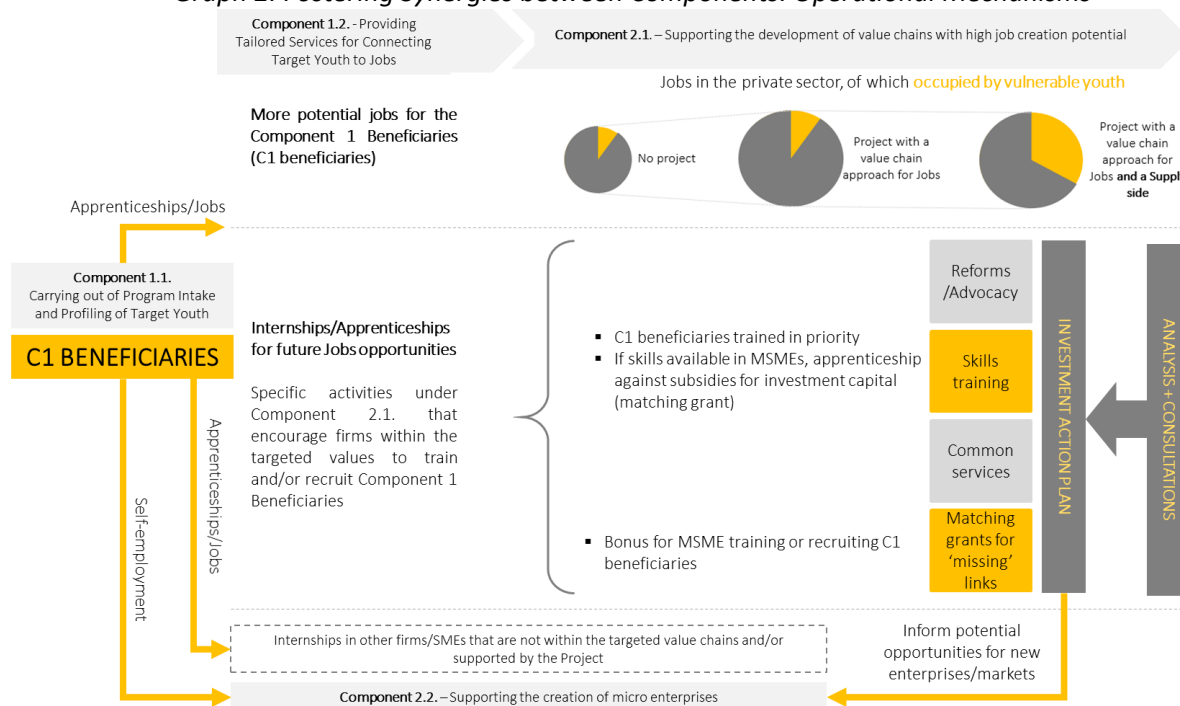 Graph 2: Fostering Synergies between Components: Operational Mechanisms
Component 1.2. - Providing
Tailored Services for Connecting
Target Youth to Jobs
Component 2.1. – Supporting the development of value chains with high job creation potential
Jobs in the private sector, of which occupied by vulnerable youth
More potential jobs for the
Component 1 Beneficiaries
(C1 beneficiaries)
No project
Project with a
value chain
approach for Jobs
Project with a
value chain
approach for
Jobs and a Suppl
side
Apprenticeships/Jobs
Component 1.1.
Carrying out of Program Intake
and Profiling of Target Youth
C1 BENEFICIARIES
Self-employment
Apprenticeships/Jobs
Internships/Apprenticeships
for future Jobs opportunities
Specific activities under
Component 2.1. that
encourage firms within the
targeted values to train
and/or recruit Component 1
Beneficiaries
▪ C1 beneficiaries trained in priority
▪ If skills available in MSMEs, apprenticeship
against subsidies for investment capital
(matching grant)
▪ Bonus for MSME training or recruiting C1
beneficiaries
Reforms
/Advocacy
Skills
training
Common
services
Matching
grants for
‘missing’
links
INVESTMENT ACTION PLAN
ANALYSIS + CONSULTATIONS
Internships in other firms/SMEs that are not within the targeted value chains and/or
supported by the Project
Inform potential
opportunities for new
enterprises/markets
Component 2.2. – Supporting the creation of micro enterprises